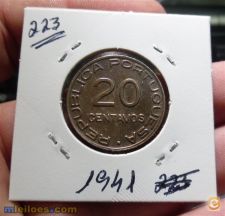 223
REPUBLICA PORTUGUESA
20
CENTAVOS
1941
mleiloes.com